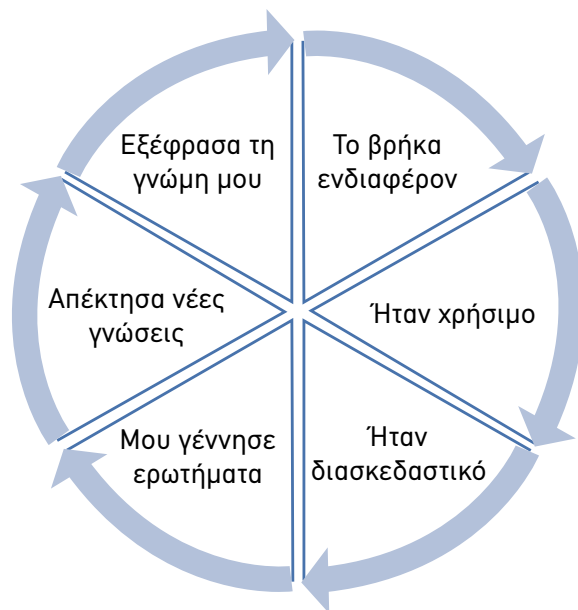 Εξέφρασα τη
γνώμη μου
Το βρήκα
ενδιαφέρον
Απέκτησα νέες
γνώσεις
Ήταν χρήσιμο
Μου γέννησε
ερωτήματα
Ήταν
διασκεδαστικό